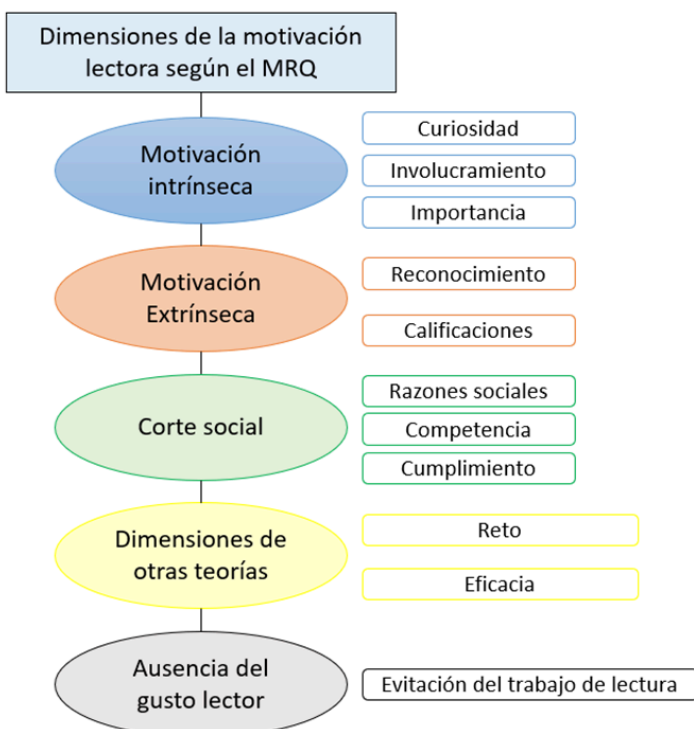 Dimensiones de la motivación
lectora según el MRQ
Motivación
intrínseca
Curiosidad
Involucramiento
Importancia
Motivación
Extrínseca
Reconocimiento
Calificaciones
Corte social
Razones sociales
Competencia
Cumplimiento
Dimensiones de
otras teorías
Reto
Eficacia
Ausencia del
gusto lector
Evitación del trabajo de lectura